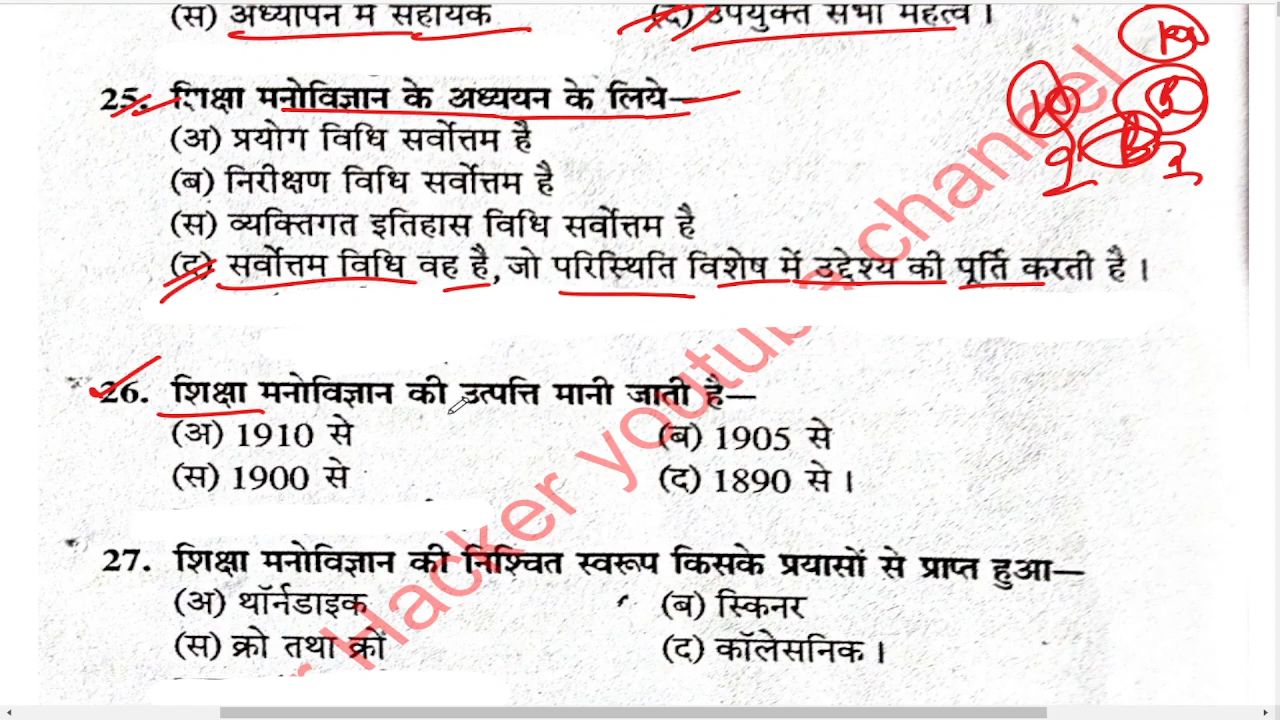 (स) अध्यापन में सहायक (द) उपर्युक्त सभी महत्व ।
25. शिक्षा मनोविज्ञान के अध्ययन के लिये—
(अ) प्रयोग विधि सर्वोत्तम है
(ब) निरीक्षण विधि सर्वोत्तम है
(स) व्यक्तिगत इतिहास विधि सर्वोत्तम है
(द) सर्वोत्तम विधि वह है, जो परिस्थिति विशेष में उद्देश्य की पूर्ति करती है ।
26. शिक्षा मनोविज्ञान की उत्पत्ति मानी जाती है—
(अ) 1910 से (ब) 1905 से
(स) 1900 से (द) 1890 से ।
27. शिक्षा मनोविज्ञान की निश्चित स्वरूप किसके प्रयासों से प्राप्त हुआ—
(अ) थॉर्नडाइक (ब) स्किनर
(स) क्रो तथा क्रों (द) कॉलेसनिक ।
Hacker youtube channel